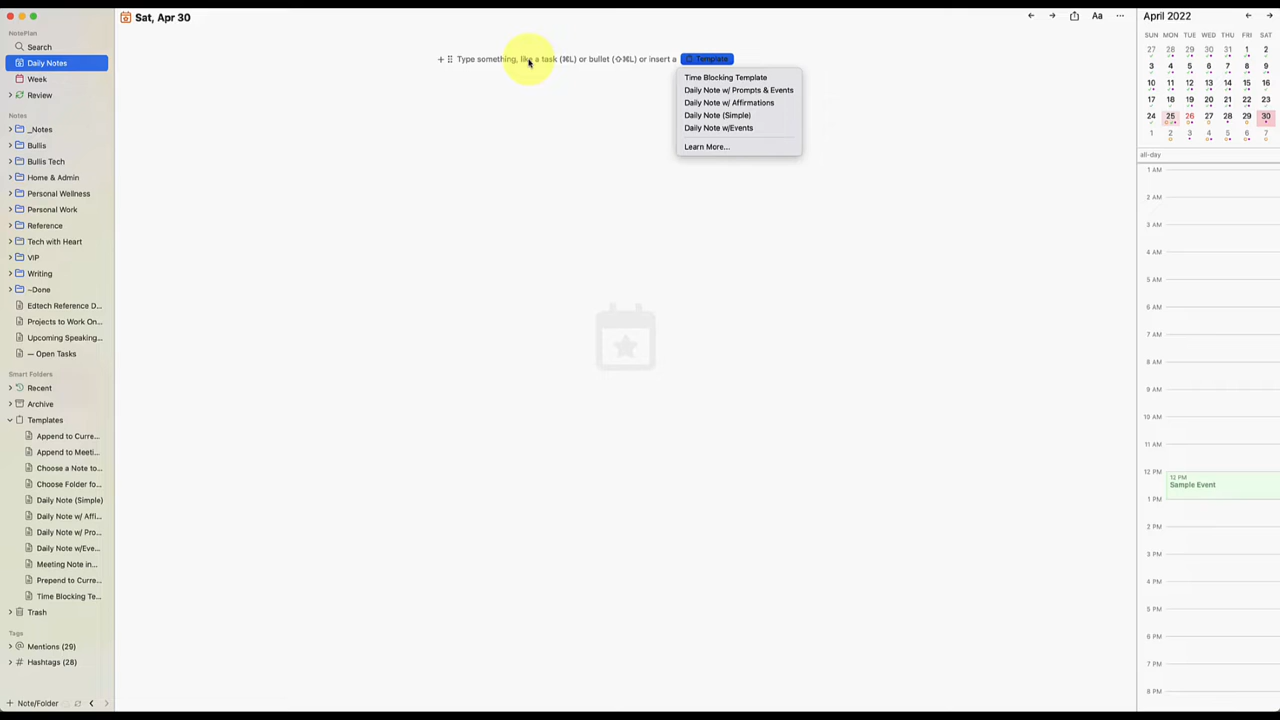 Sat, Apr 30
NotePlan
Search
Daily Notes
Week
Review
Notes
_Notes
Bullis
Bullis Tech
Home & Admin
Personal Wellness
Personal Work
Reference
Tech with Heart
VIP
Writing
~Done
Edtech Reference D...
Projects to Work On...
Upcoming Speaking...
— Open Tasks
Smart Folders
Recent
Archive
Templates
Append to Curre...
Append to Meeti...
Choose a Note to...
Choose Folder fo...
Daily Note (Simple)
Daily Note w/ Affi...
Daily Note w/ Pro...
Daily Note w/Eve...
Meeting Note in...
Prepend to Curre...
Time Blocking Te...
Trash
Tags
Mentions (29)
Hashtags (28)
Note/Folder
Type something, like a task (⌘L) or bullet (⇧⌘L) or insert a Template
Time Blocking Template
Daily Note w/ Prompts & Events
Daily Note w/ Affirmations
Daily Note (Simple)
Daily Note w/Events
Learn More...
Aa
April 2022
SUN MON TUE WED THU FRI SAT
27 28 29 30 31 1 2
3 4 5 6 7 8 9
10 11 12 13 14 15 16
17 18 19 20 21 22 23
24 25 26 27 28 29 30
1 2 3 4 5 6 7
all-day
1 AM
2 AM
3 AM
4 AM
5 AM
6 AM
7 AM
8 AM
9 AM
10 AM
11 AM
12 PM
12 PM
Sample Event
1 PM
2 PM
3 PM
4 PM
5 PM
6 PM
7 PM
8 PM